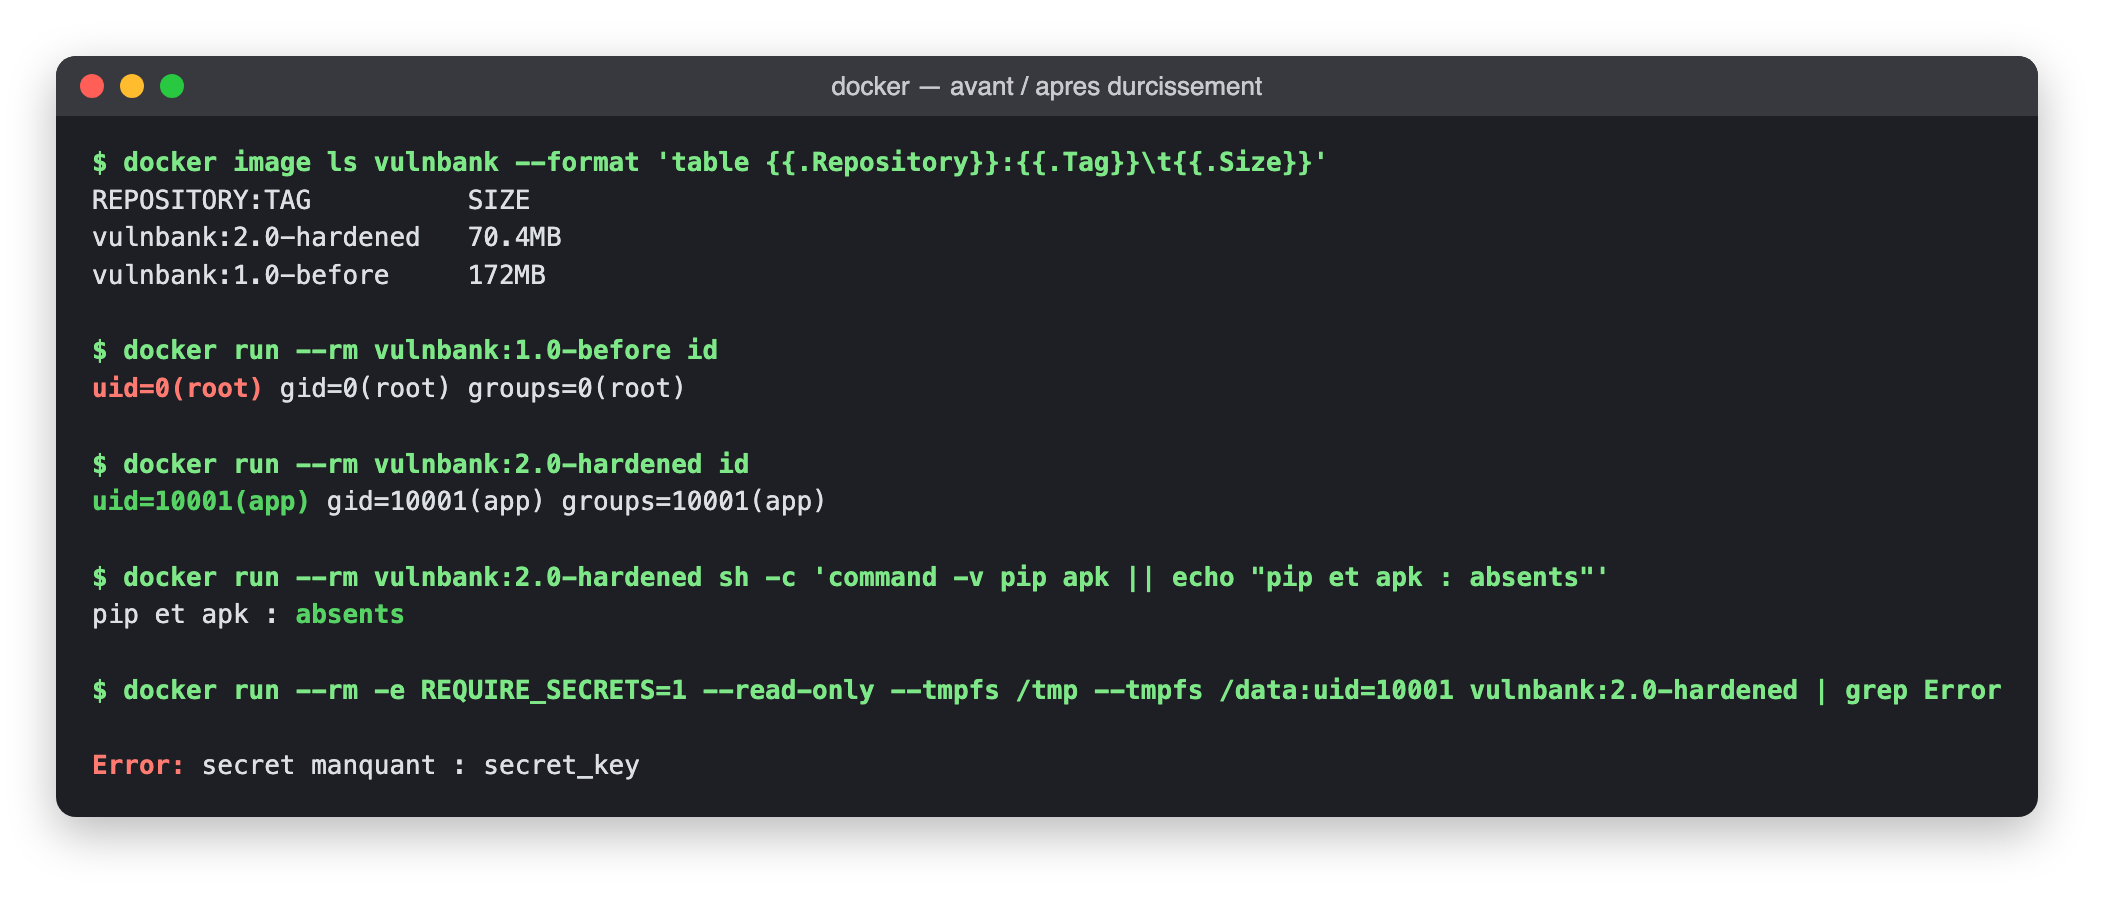 docker — avant / apres durcissement
$ docker image ls vulnbank --format 'table {{.Repository}}:{{.Tag}}\t{{.Size}}'
REPOSITORY:TAG          SIZE
vulnbank:2.0-hardened   70.4MB
vulnbank:1.0-before     172MB
$ docker run --rm vulnbank:1.0-before id
uid=0(root) gid=0(root) groups=0(root)
$ docker run --rm vulnbank:2.0-hardened id
uid=10001(app) gid=10001(app) groups=10001(app)
$ docker run --rm vulnbank:2.0-hardened sh -c 'command -v pip apk || echo "pip et apk : absents"'
pip et apk : absents
$ docker run --rm -e REQUIRE_SECRETS=1 --read-only --tmpfs /tmp --tmpfs /data:uid=10001 vulnbank:2.0-hardened | grep Error
Error: secret manquant : secret_key